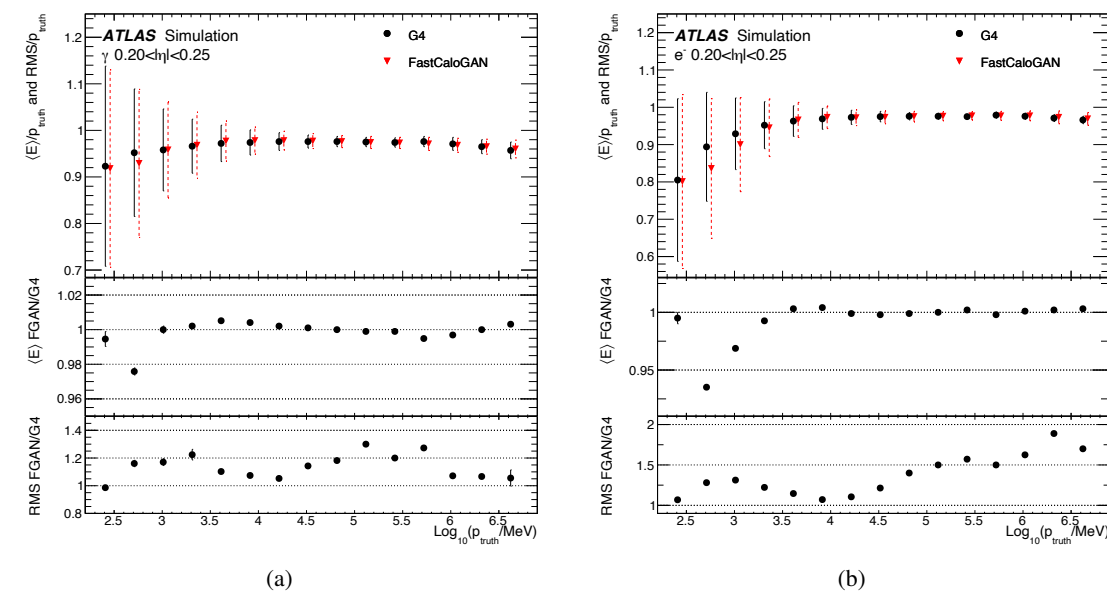 ATLAS Simulation
γ 0.20<|η|<0.25
G4
FastCaloGAN
⟨E⟩/p_truth and RMS/p_truth
1.2
1.1
1
0.9
0.8
0.7
⟨E⟩ FGAN/G4
1.02
1.00
0.98
0.96
RMS FGAN/G4
1.4
1.2
1
0.8
2.5 3 3.5 4 4.5 5 5.5 6 6.5
Log₁₀(p_truth/MeV)
(a)
ATLAS Simulation
e⁻ 0.20<|η|<0.25
G4
FastCaloGAN
⟨E⟩/p_truth and RMS/p_truth
1.2
1.1
1
0.9
0.8
0.7
0.6
⟨E⟩ FGAN/G4
1
0.95
RMS FGAN/G4
2
1.5
1
2.5 3 3.5 4 4.5 5 5.5 6 6.5
Log₁₀(p_truth/MeV)
(b)